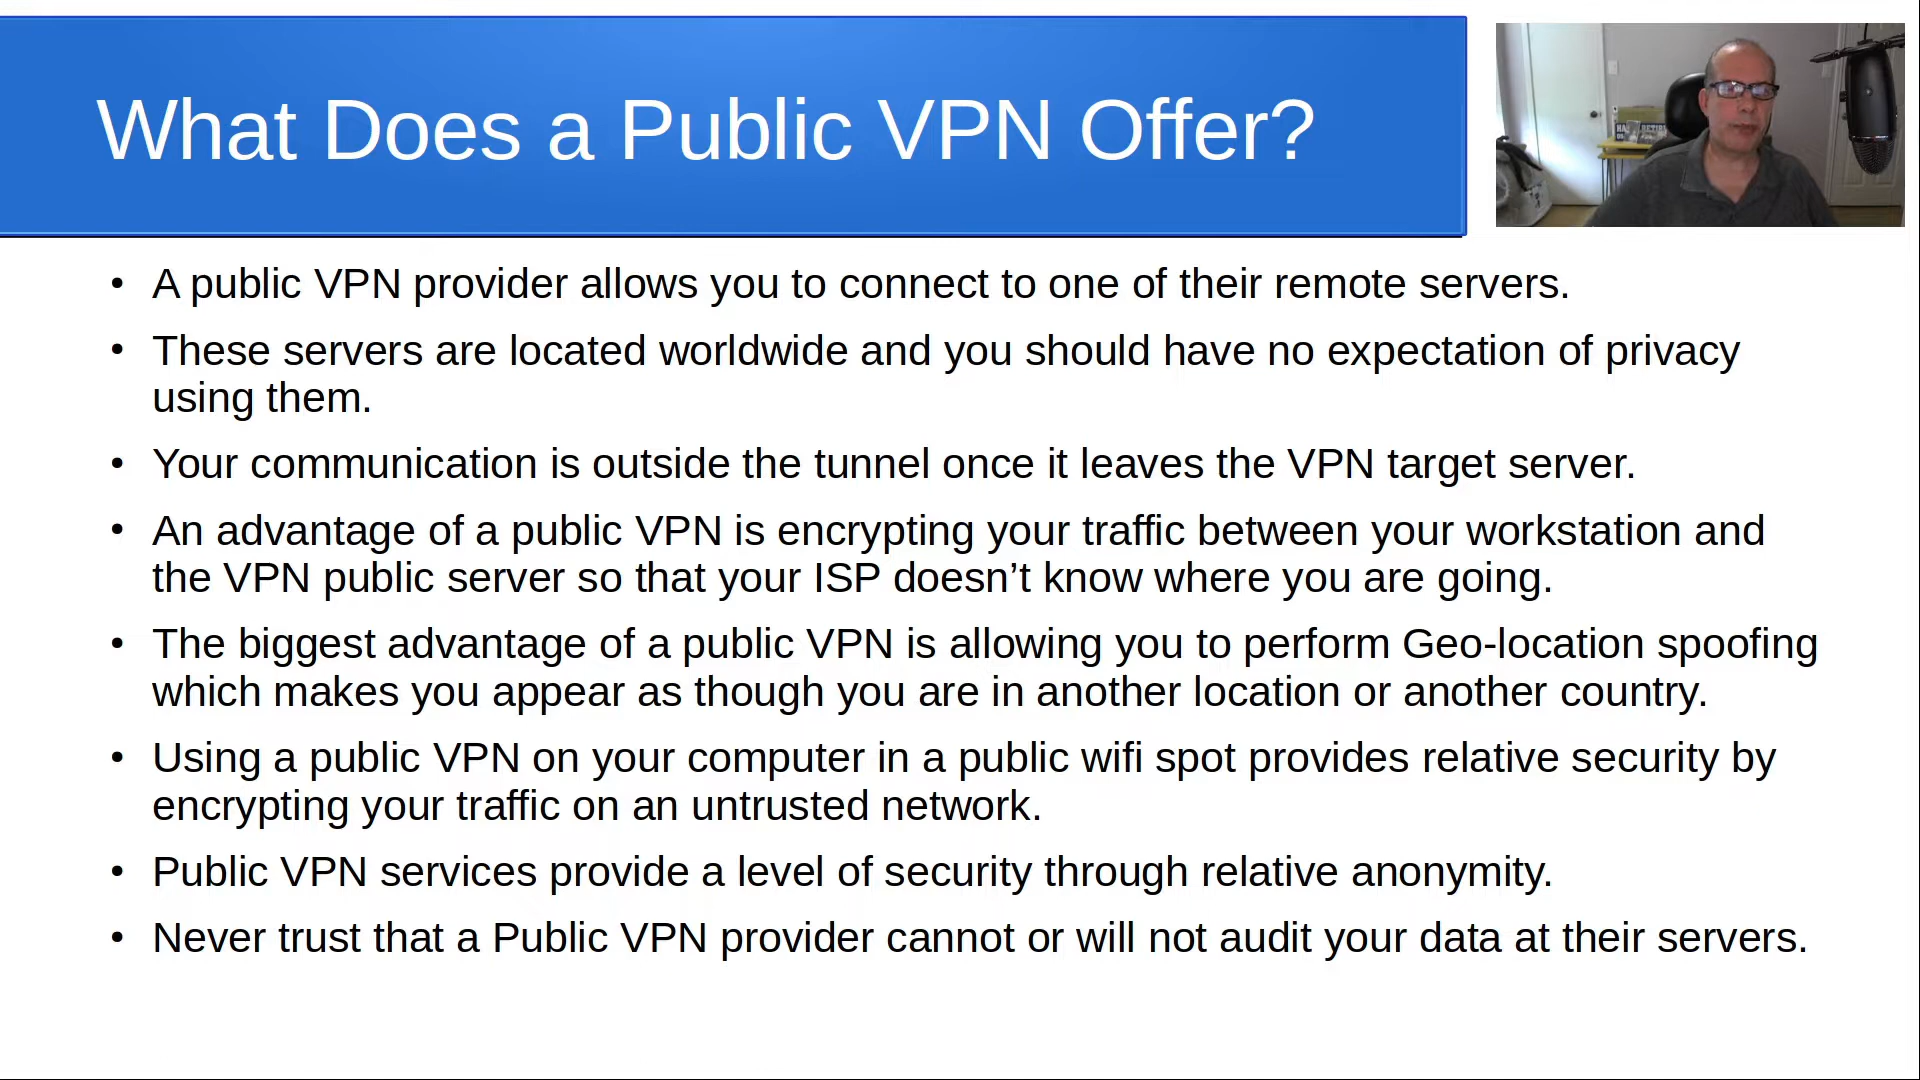 What Does a Public VPN Offer?
• A public VPN provider allows you to connect to one of their remote servers.
• These servers are located worldwide and you should have no expectation of privacy
using them.
• Your communication is outside the tunnel once it leaves the VPN target server.
• An advantage of a public VPN is encrypting your traffic between your workstation and
the VPN public server so that your ISP doesn’t know where you are going.
• The biggest advantage of a public VPN is allowing you to perform Geo-location spoofing
which makes you appear as though you are in another location or another country.
• Using a public VPN on your computer in a public wifi spot provides relative security by
encrypting your traffic on an untrusted network.
• Public VPN services provide a level of security through relative anonymity.
• Never trust that a Public VPN provider cannot or will not audit your data at their servers.